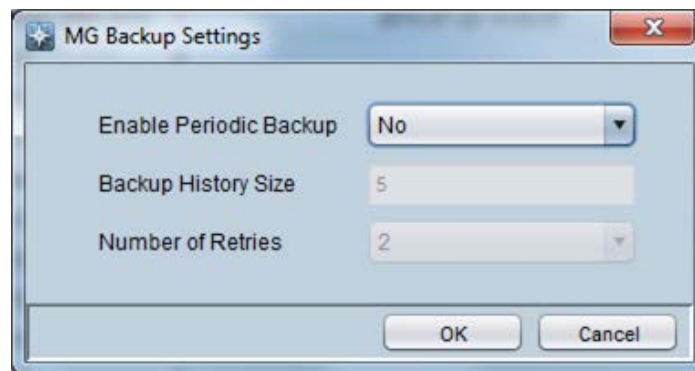 MG Backup Settings
Enable Periodic Backup No
Backup History Size 5
Number of Retries 2
OK Cancel